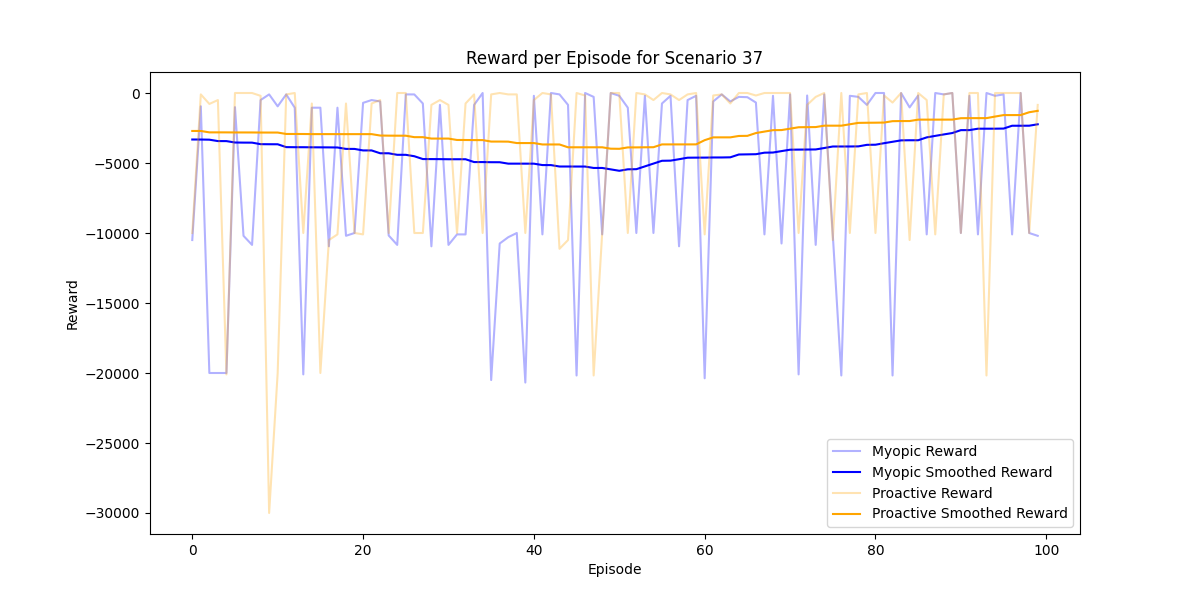 Reward per Episode for Scenario 37
0
−5000
−10000
−15000
−20000
−25000
−30000
Reward
0
20
40
60
80
100
Episode
Myopic Reward
Myopic Smoothed Reward
Proactive Reward
Proactive Smoothed Reward